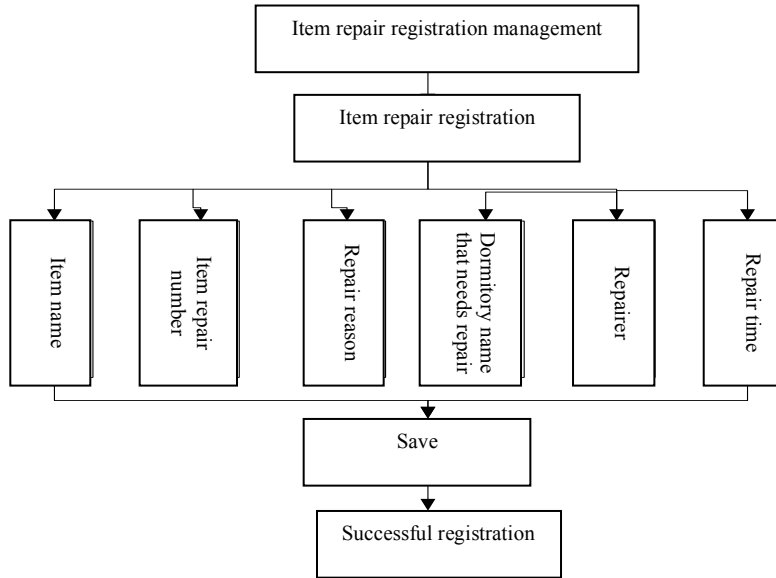 Item repair registration management
Item repair registration
Item name
Item repair
number
Repair reason
Dormitory name
that needs repair
Repairer
Repair time
Save
Successful registration